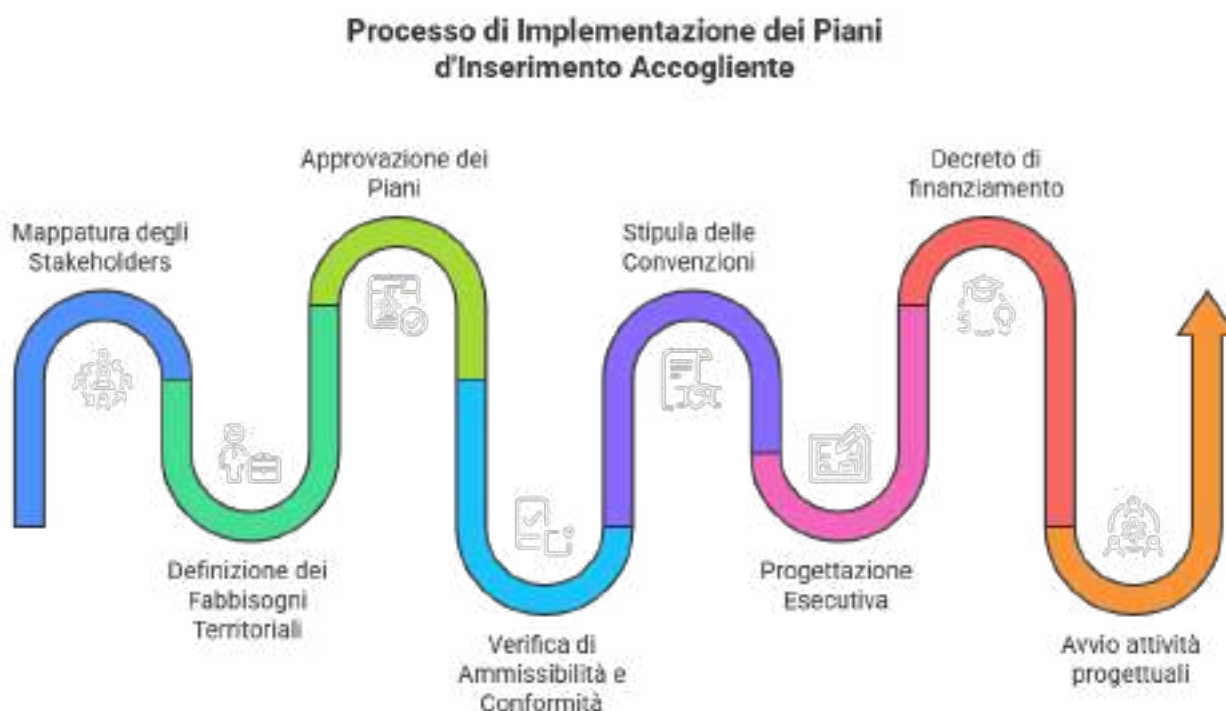 Processo di Implementazione dei Piani
d'Inserimento Accogliente
Mappatura degli
Stakeholders
Definizione dei
Fabbisogni
Territoriali
Approvazione dei
Piani
Verifica di
Ammissibilità e
Conformità
Stipula delle
Convenzioni
Progettazione
Esecutiva
Decreto di
finanziamento
Avvio attività
progettuali